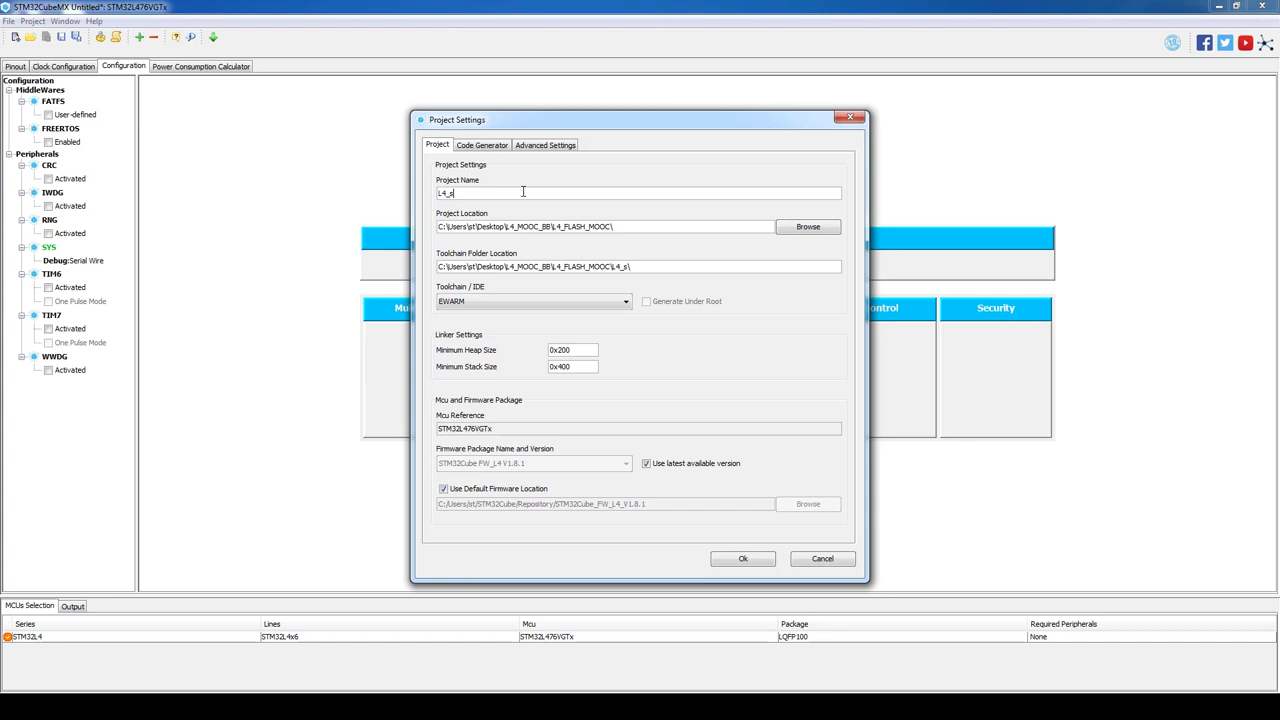 STM32CubeMX Untitled*: STM32L476VGTx
File Project Window Help
Pinout Clock Configuration Configuration Power Consumption Calculator
Configuration
MiddleWares
FATFS
User-defined
FREERTOS
Enabled
Peripherals
CRC
Activated
IWDG
Activated
RNG
Activated
SYS
Debug:Serial Wire
TIM6
Activated
One Pulse Mode
TIM7
Activated
One Pulse Mode
WWDG
Activated
Security
Project Settings
Project Code Generator Advanced Settings
Project Settings
Project Name
L4_s
Project Location
C:\Users\st\Desktop\L4_MOOC_BB\L4_FLASH_MOOC\
Browse
Toolchain Folder Location
C:\Users\st\Desktop\L4_MOOC_BB\L4_FLASH_MOOC\L4_s\
Toolchain / IDE
EWARM Generate Under Root
Linker Settings
Minimum Heap Size 0x200
Minimum Stack Size 0x400
Mcu and Firmware Package
Mcu Reference
STM32L476VGTx
Firmware Package Name and Version
STM32Cube FW_L4 V1.8.1 Use latest available version
Use Default Firmware Location
C:/Users/st/STM32Cube/Repository/STM32Cube_FW_L4_V1.8.1 Browse
Ok Cancel
MCUs Selection Output
Series Lines Mcu Package Required Peripherals
STM32L4 STM32L4x6 STM32L476VGTx LQFP100 None